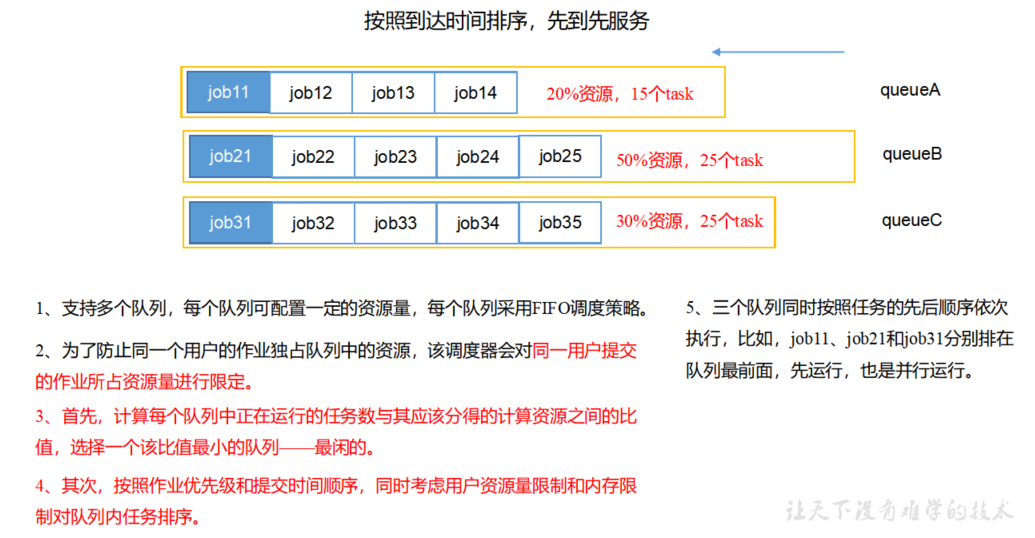 按照到达时间排序，先到先服务
job11 job12 job13 job14 20%资源，15个task queueA
job21 job22 job23 job24 job25 50%资源，25个task queueB
job31 job32 job33 job34 job35 30%资源，25个task queueC
1、支持多个队列，每个队列可配置一定的资源量，每个队列采用FIFO调度策略。
2、为了防止同一个用户的作业独占队列中的资源，该调度器会对同一用户提交
的作业所占资源量进行限定。
3、首先，计算每个队列中正在运行的任务数与其应该分得的计算资源之间的比
值，选择一个该比值最小的队列——最闲的。
4、其次，按照作业优先级和提交时间顺序，同时考虑用户资源量限制和内存限
制对队列内任务排序。
5、三个队列同时按照任务的先后顺序依次
执行，比如，job11、job21和job31分别排在
队列最前面，先运行，也是并行运行。
让天下没有难学的技术